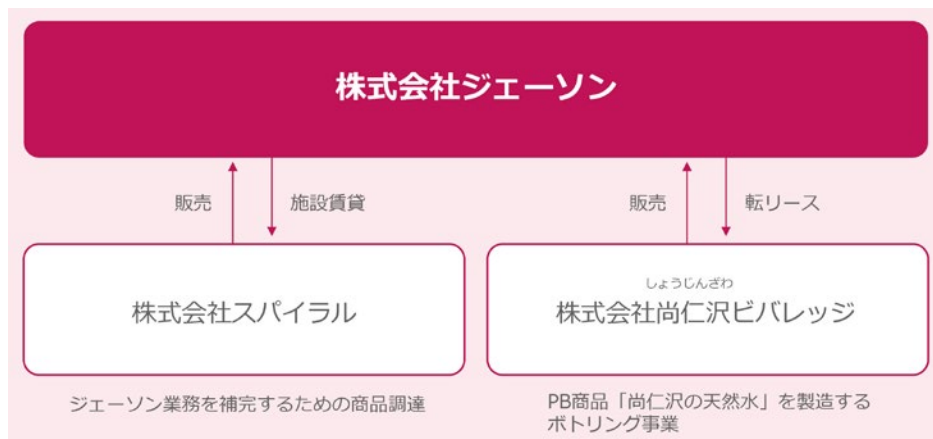 株式会社ジェーソン
販売
施設賃貸
販売
転リース
株式会社スパイラル
しょうじんざわ
株式会社尚仁沢ビバレッジ
ジェーソン業務を補完するための商品調達
PB商品「尚仁沢の天然水」を製造する
ボトリング事業